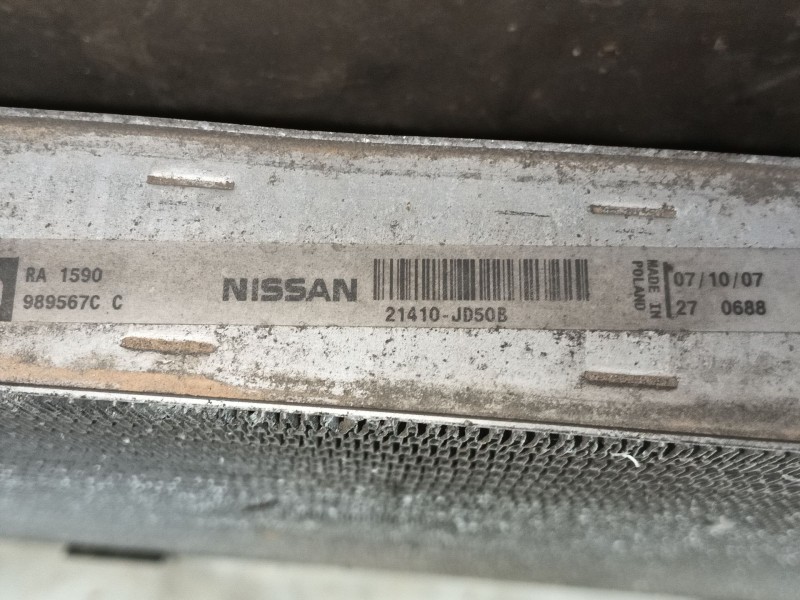 RA 1590
989567C C
NISSAN
21410-JD50B
MADE IN
POLAND
07/10/07
27 0688